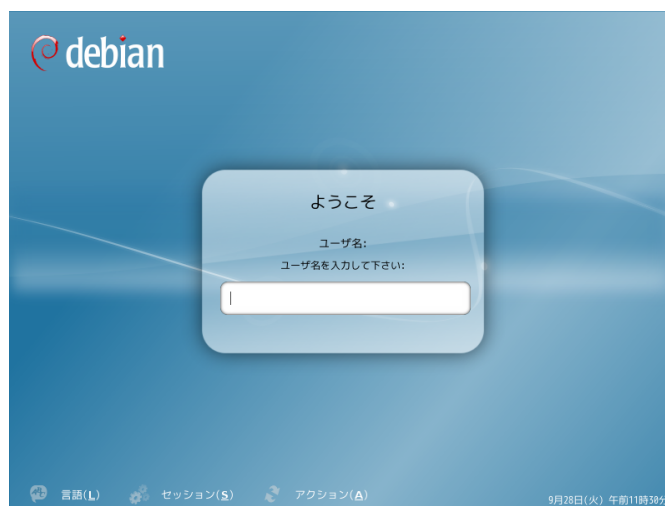 debian
ようこそ
ユーザ名:
ユーザ名を入力して下さい:
言語(L) セッション(S) アクション(A)
9月28日(火) 午前11時30分